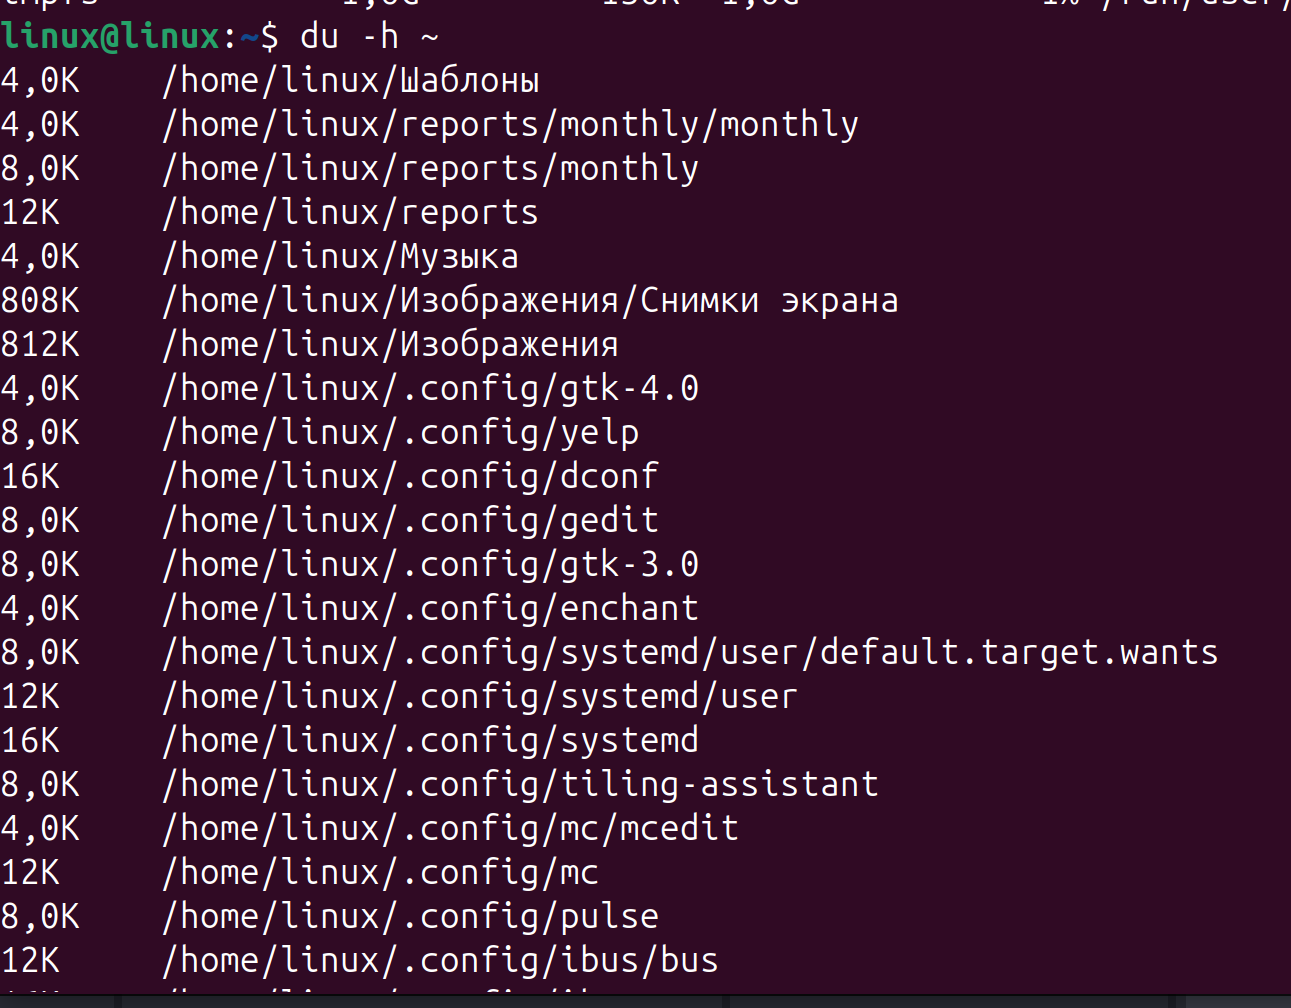 linux@linux:~$ du -h ~
4,0K /home/linux/Шаблоны
4,0K /home/linux/reports/monthly/monthly
8,0K /home/linux/reports/monthly
12K /home/linux/reports
4,0K /home/linux/Музыка
808K /home/linux/Изображения/Снимки экрана
812K /home/linux/Изображения
4,0K /home/linux/.config/gtk-4.0
8,0K /home/linux/.config/yelp
16K /home/linux/.config/dconf
8,0K /home/linux/.config/gedit
8,0K /home/linux/.config/gtk-3.0
4,0K /home/linux/.config/enchant
8,0K /home/linux/.config/systemd/user/default.target.wants
12K /home/linux/.config/systemd/user
16K /home/linux/.config/systemd
8,0K /home/linux/.config/tiling-assistant
4,0K /home/linux/.config/mc/mcedit
12K /home/linux/.config/mc
8,0K /home/linux/.config/pulse
12K /home/linux/.config/ibus/bus